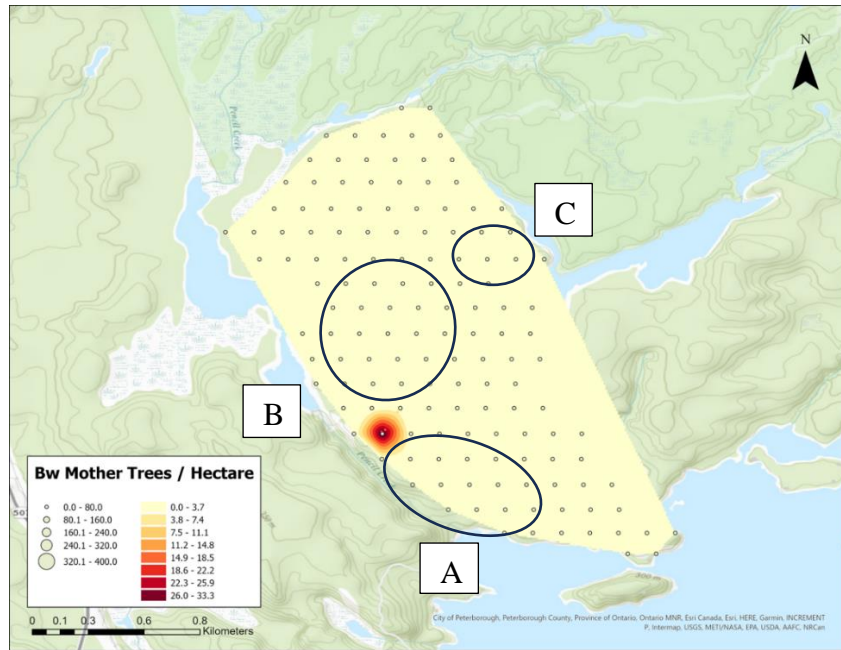 N
C
Pencil Creek
B
Bw Mother Trees / Hectare
0.0 - 80.0
80.1 - 160.0
160.1 - 240.0
240.1 - 320.0
320.1 - 400.0
0.0 - 3.7
3.8 - 7.4
7.5 - 11.1
11.2 - 14.8
14.9 - 18.5
18.6 - 22.2
22.3 - 25.9
26.0 - 33.3
A
300 m
0 0.1 0.3 0.6 0.8
Kilometers
City of Peterborough, Peterborough County, Province of Ontario, Ontario MNR, Esri Canada, Esri, HERE, Garmin, INCREMENT
P, Intermap, USGS, METI/NASA, EPA, USDA, AAFC, NRCan